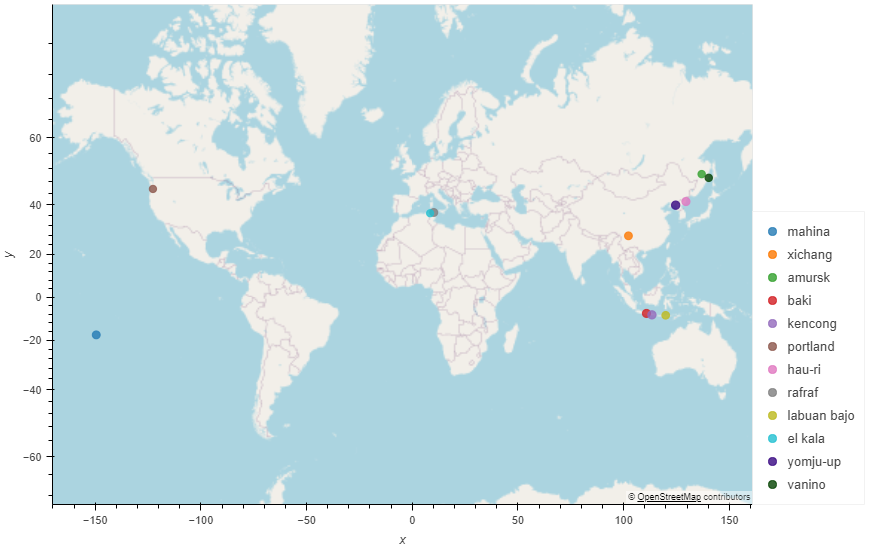 60
40
20
0
−20
−40
−60
y
−150
−100
−50
0
50
100
150
x
© OpenStreetMap contributors
mahina
xichang
amursk
baki
kencong
portland
hau-ri
rafraf
labuan bajo
el kala
yomju-up
vanino